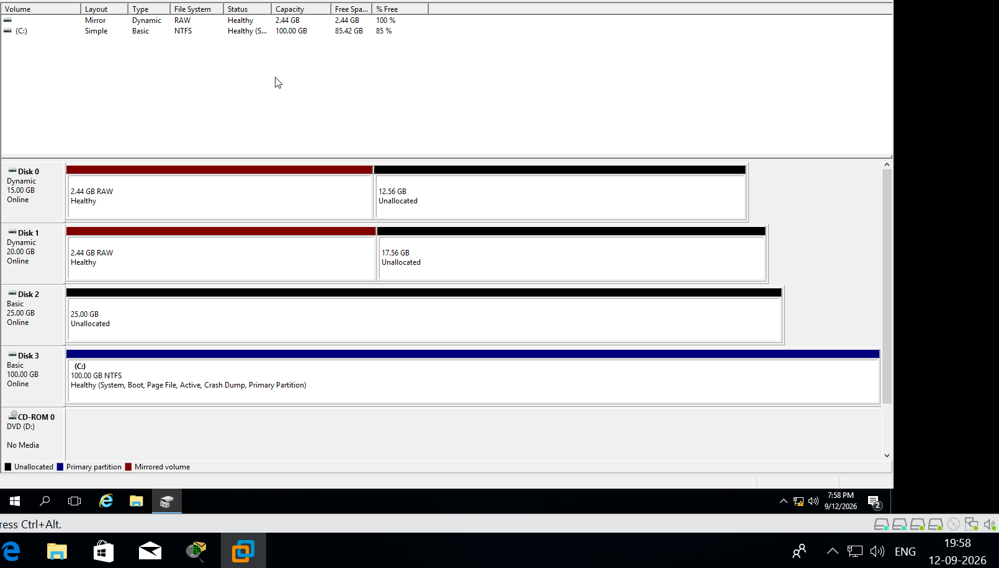 Volume Layout Type File System Status Capacity Free Spa... % Free
Mirror Dynamic RAW Healthy 2.44 GB 2.44 GB 100 %
(C:) Simple Basic NTFS Healthy (S... 100.00 GB 85.42 GB 85 %
Disk 0
Dynamic
15.00 GB
Online
2.44 GB RAW
Healthy
12.56 GB
Unallocated
Disk 1
Dynamic
20.00 GB
Online
2.44 GB RAW
Healthy
17.56 GB
Unallocated
Disk 2
Basic
25.00 GB
Online
25.00 GB
Unallocated
Disk 3
Basic
100.00 GB
Online
(C:)
100.00 GB NTFS
Healthy (System, Boot, Page File, Active, Crash Dump, Primary Partition)
CD-ROM 0
DVD (D:)
No Media
Unallocated Primary partition Mirrored volume
7:58 PM
9/12/2026
2
ress Ctrl+Alt.
ENG
19:58
12-09-2026